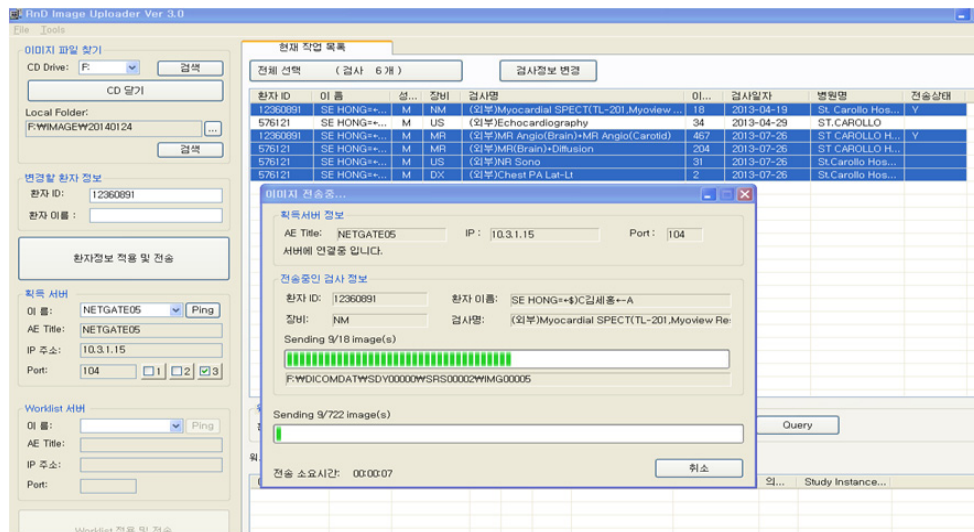 RnD Image Uploader Ver 3.0
File Tools
이미지 파일 찾기
CD Drive: F: 검색
CD 닫기
Local Folder:
F:￦IMAGE￦20140124 ...
검색
변경할 환자 정보
환자 ID: 12360891
환자 이름 :
환자정보 적용 및 전송
획득 서버
이 름: NETGATE05 Ping
AE Title: NETGATE05
IP 주소: 10.3.1.15
Port: 104 1 2 3
Worklist 서버
이 름: Ping
AE Title:
IP 주소:
Port:
Worklist 적용 및 전송
현재 작업 목록
전체 선택 ( 검사 6개 ) 검사정보 변경
환자 ID 이 름 성... 장비 검사명 이... 검사일자 병원명 전송상태
12360891 SE HONG=+... M NM (외부)Myocardial SPECT(TL-201,Myoview ... 18 2013-04-19 St. Carollo Hos... Y
576121 SE HONG=+... M US (외부)Echocardiography 34 2013-04-29 ST.CAROLLO
12360891 SE HONG=+... M MR (외부)MR Angio(Brain)+MR Angio(Carotid) 467 2013-07-26 ST CAROLLO H... Y
576121 SE HONG=+... M MR (외부)MR(Brain)+Diffusion 204 2013-07-26 St.Carollo Hos...
576121 SE HONG=+... M US (외부)NR Sono 31 2013-07-26 St.Carollo Hos...
576121 SE HONG=+... M DX (외부)Chest PA Lat-Lt 2 2013-07-26 St.Carollo Hos...
이미지 전송중...
획득서버 정보
AE Title: NETGATE05 IP : 10.3.1.15 Port : 104
서버에 연결중 입니다.
전송중인 검사 정보
환자 ID: 12360891 환자 이름: SE HONG=+$)C김세홍+-A
장비: NM 검사명: (외부)Myocardial SPECT(TL-201,Myoview Re
Sending 9/18 image(s)
F:￦DICOMDAT￦SDY00000￦SRS00002￦IMG00005
Sending 9/722 image(s)
전송 소요시간: 00:00:07 취소
Query
의... Study Instance...